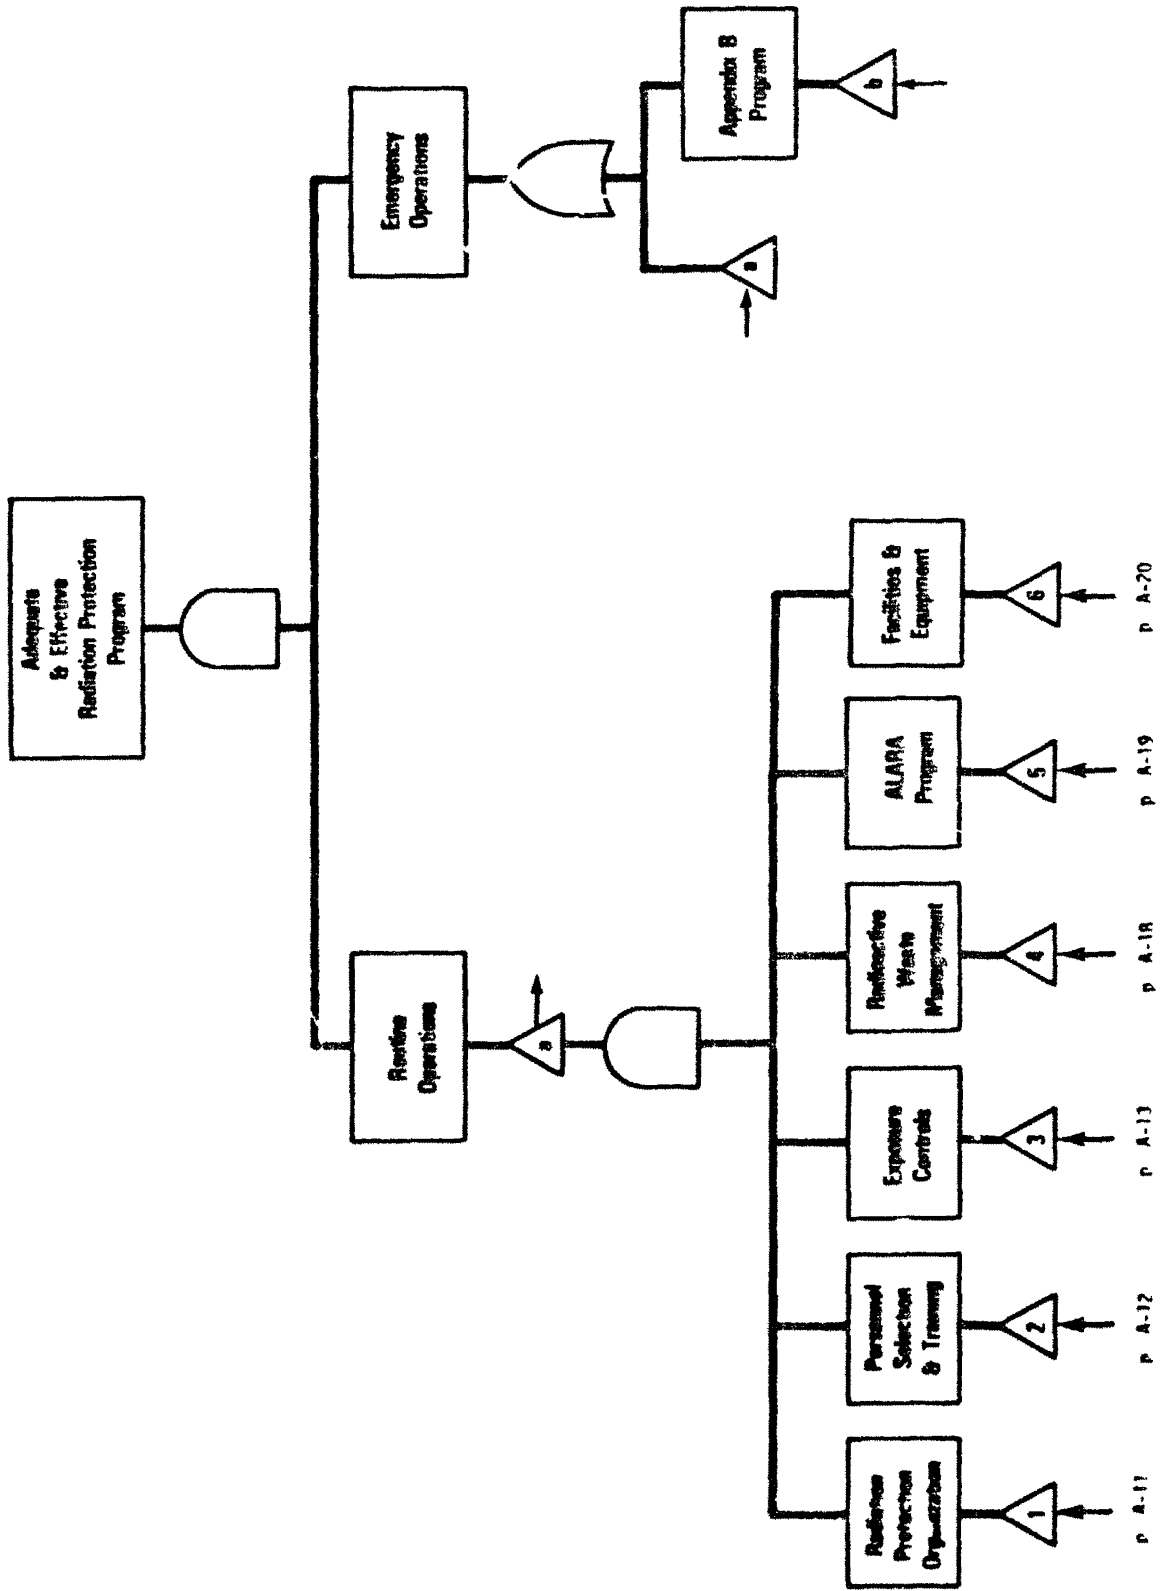 Adequate
& Effective
Radiation Protection
Program
Routine
Operations
Emergency
Operations
a
a
Appendix B
Program
b
Radiation
Protection
Organization
Personnel
Selection
& Training
Exposure
Controls
Radioactive
Waste
Management
ALARA
Program
Facilities &
Equipment
1
2
3
4
5
6
p A-11
p A-12
p A-13
p A-18
p A-19
p A-20